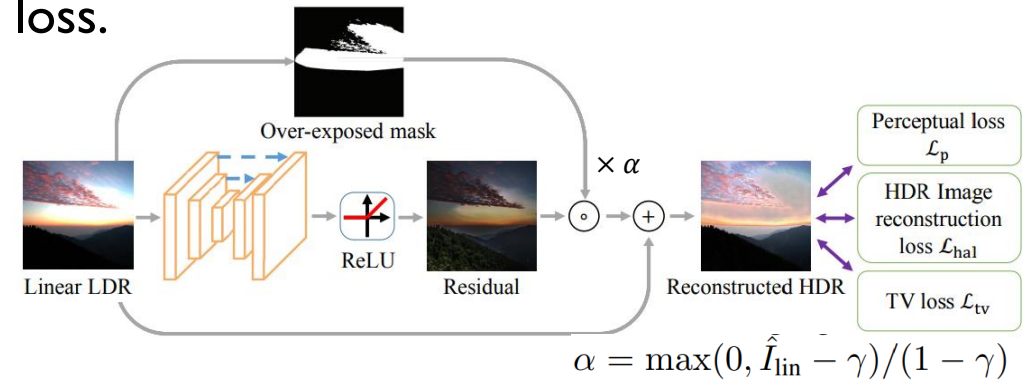 loss.
Over-exposed mask
× α
Linear LDR
ReLU
Residual
∘
+
Reconstructed HDR
Perceptual loss
ℒp
HDR Image
reconstruction
loss ℒhal
TV loss ℒtv
α = max(0, Îlin − γ)/(1 − γ)